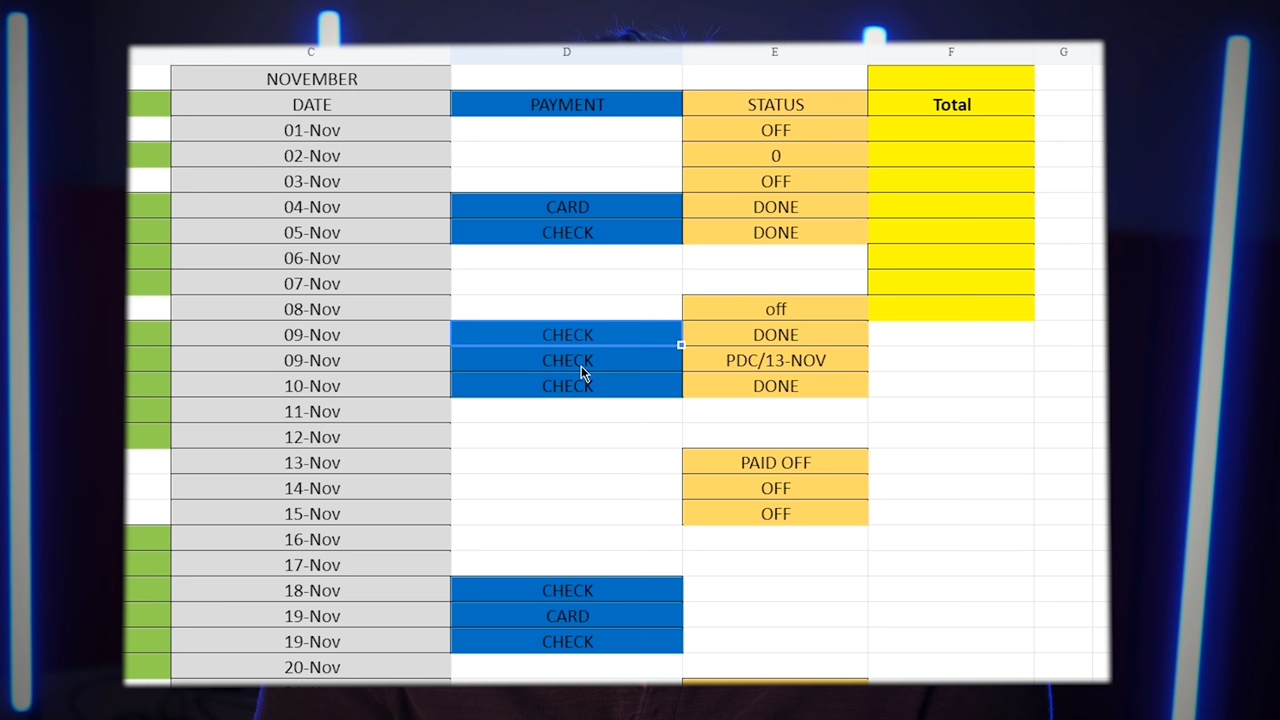 C D E F G
NOVEMBER
DATE PAYMENT STATUS Total
01-Nov OFF
02-Nov 0
03-Nov OFF
04-Nov CARD DONE
05-Nov CHECK DONE
06-Nov
07-Nov
08-Nov off
09-Nov CHECK DONE
09-Nov CHECK PDC/13-NOV
10-Nov CHECK DONE
11-Nov
12-Nov
13-Nov PAID OFF
14-Nov OFF
15-Nov OFF
16-Nov
17-Nov
18-Nov CHECK
19-Nov CARD
19-Nov CHECK
20-Nov